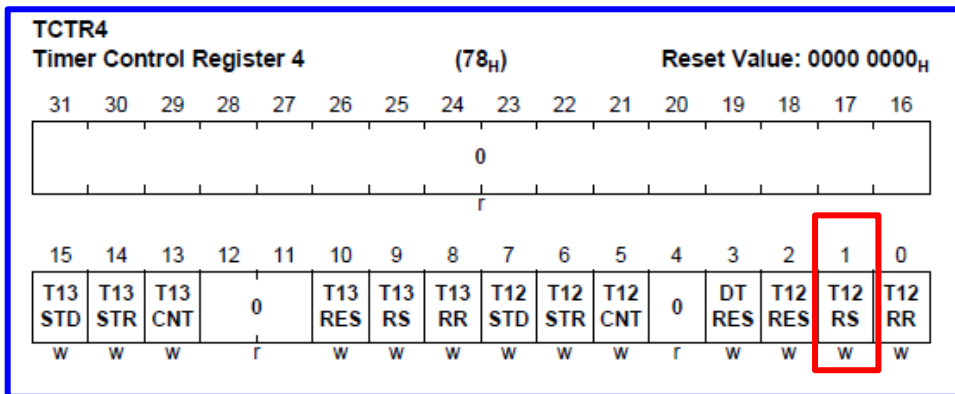 TCTR4
Timer Control Register 4 (78H) Reset Value: 0000 0000H
31 30 29 28 27 26 25 24 23 22 21 20 19 18 17 16
0
r
15 14 13 12 11 10 9 8 7 6 5 4 3 2 1 0
T13 T13 T13 T13 T13 T13 T12 T12 T12 DT T12 T12 T12
STD STR CNT 0 RES RS RR STD STR CNT 0 RES RES RS RR
w w w r w w w w w w r w w w w